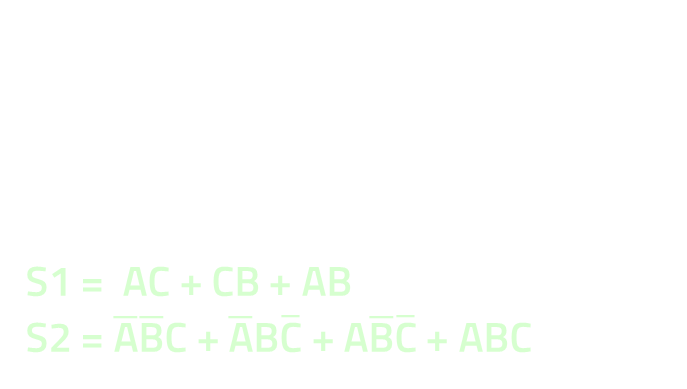 S1 = AC + CB + AB
S2 = A̅B̅C + A̅BC̅ + AB̅C̅ + ABC